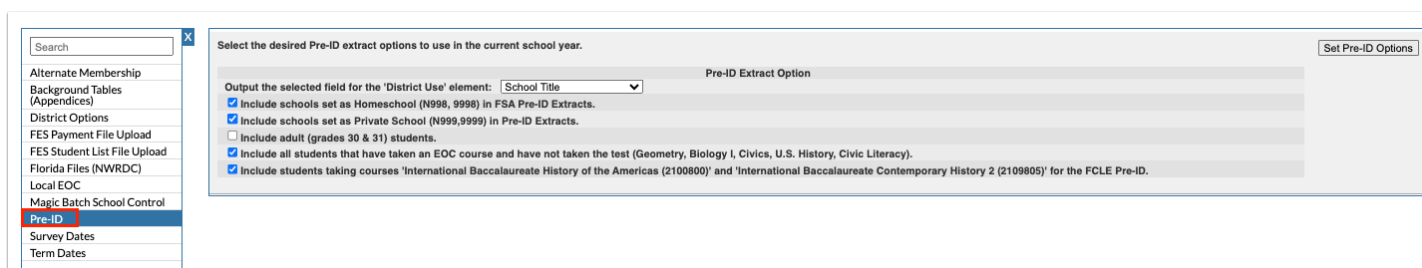 Search
X
Alternate Membership
Background Tables
(Appendices)
District Options
FES Payment File Upload
FES Student List File Upload
Florida Files (NWRDC)
Local EOC
Magic Batch School Control
Pre-ID
Survey Dates
Term Dates
Select the desired Pre-ID extract options to use in the current school year.
Set Pre-ID Options
Pre-ID Extract Option
Output the selected field for the 'District Use' element: School Title
Include schools set as Homeschool (N998, 9998) in FSA Pre-ID Extracts.
Include schools set as Private School (N999,9999) in Pre-ID Extracts.
Include adult (grades 30 & 31) students.
Include all students that have taken an EOC course and have not taken the test (Geometry, Biology I, Civics, U.S. History, Civic Literacy).
Include students taking courses 'International Baccalaureate History of the Americas (2100800)' and 'International Baccalaureate Contemporary History 2 (2109805)' for the FCLE Pre-ID.